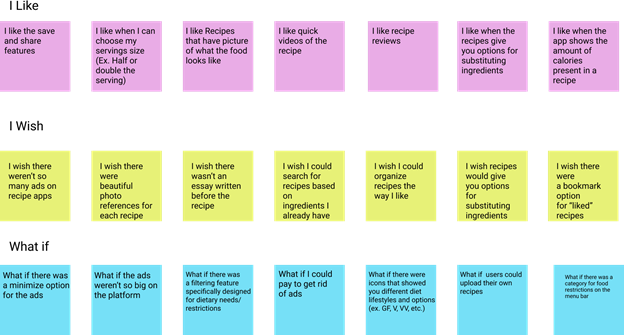 I Like
I like the save
and share
features
I like when I can
choose my
servings size
(Ex. Half or
double the
serving)
I like Recipes
that have picture
of what the food
looks like
I like quick
videos of the
recipe
I like recipe
reviews
I like when the
recipes give
you options for
substituting
ingredients
I like when the
app shows the
amount of
calories
present in a
recipe
I Wish
I wish there
weren't so
many ads on
recipe apps
I wish there
were
beautiful
photo
references for
each recipe
I wish there
wasn't an
essay written
before the
recipe
I wish I could
search for
recipes based
on
ingredients I
already have
I wish I could
organize
recipes the
way I like
I wish recipes
would give
you options
for
substituting
ingredients
I wish there
were
a bookmark
option
for "liked"
recipes
What if
What if there was
a minimize option
for the ads
What if the ads
weren't so big on
the platform
What if there was
a filtering feature
specifically designed
for dietary needs/
restrictions
What if I could
pay to get rid
of ads
What if there were
icons that showed
you different diet
lifestyles and options
(ex. GF, V, VV, etc.)
What if users could
upload their own
recipes
What if there was a
category for food
restrictions on the
menu bar